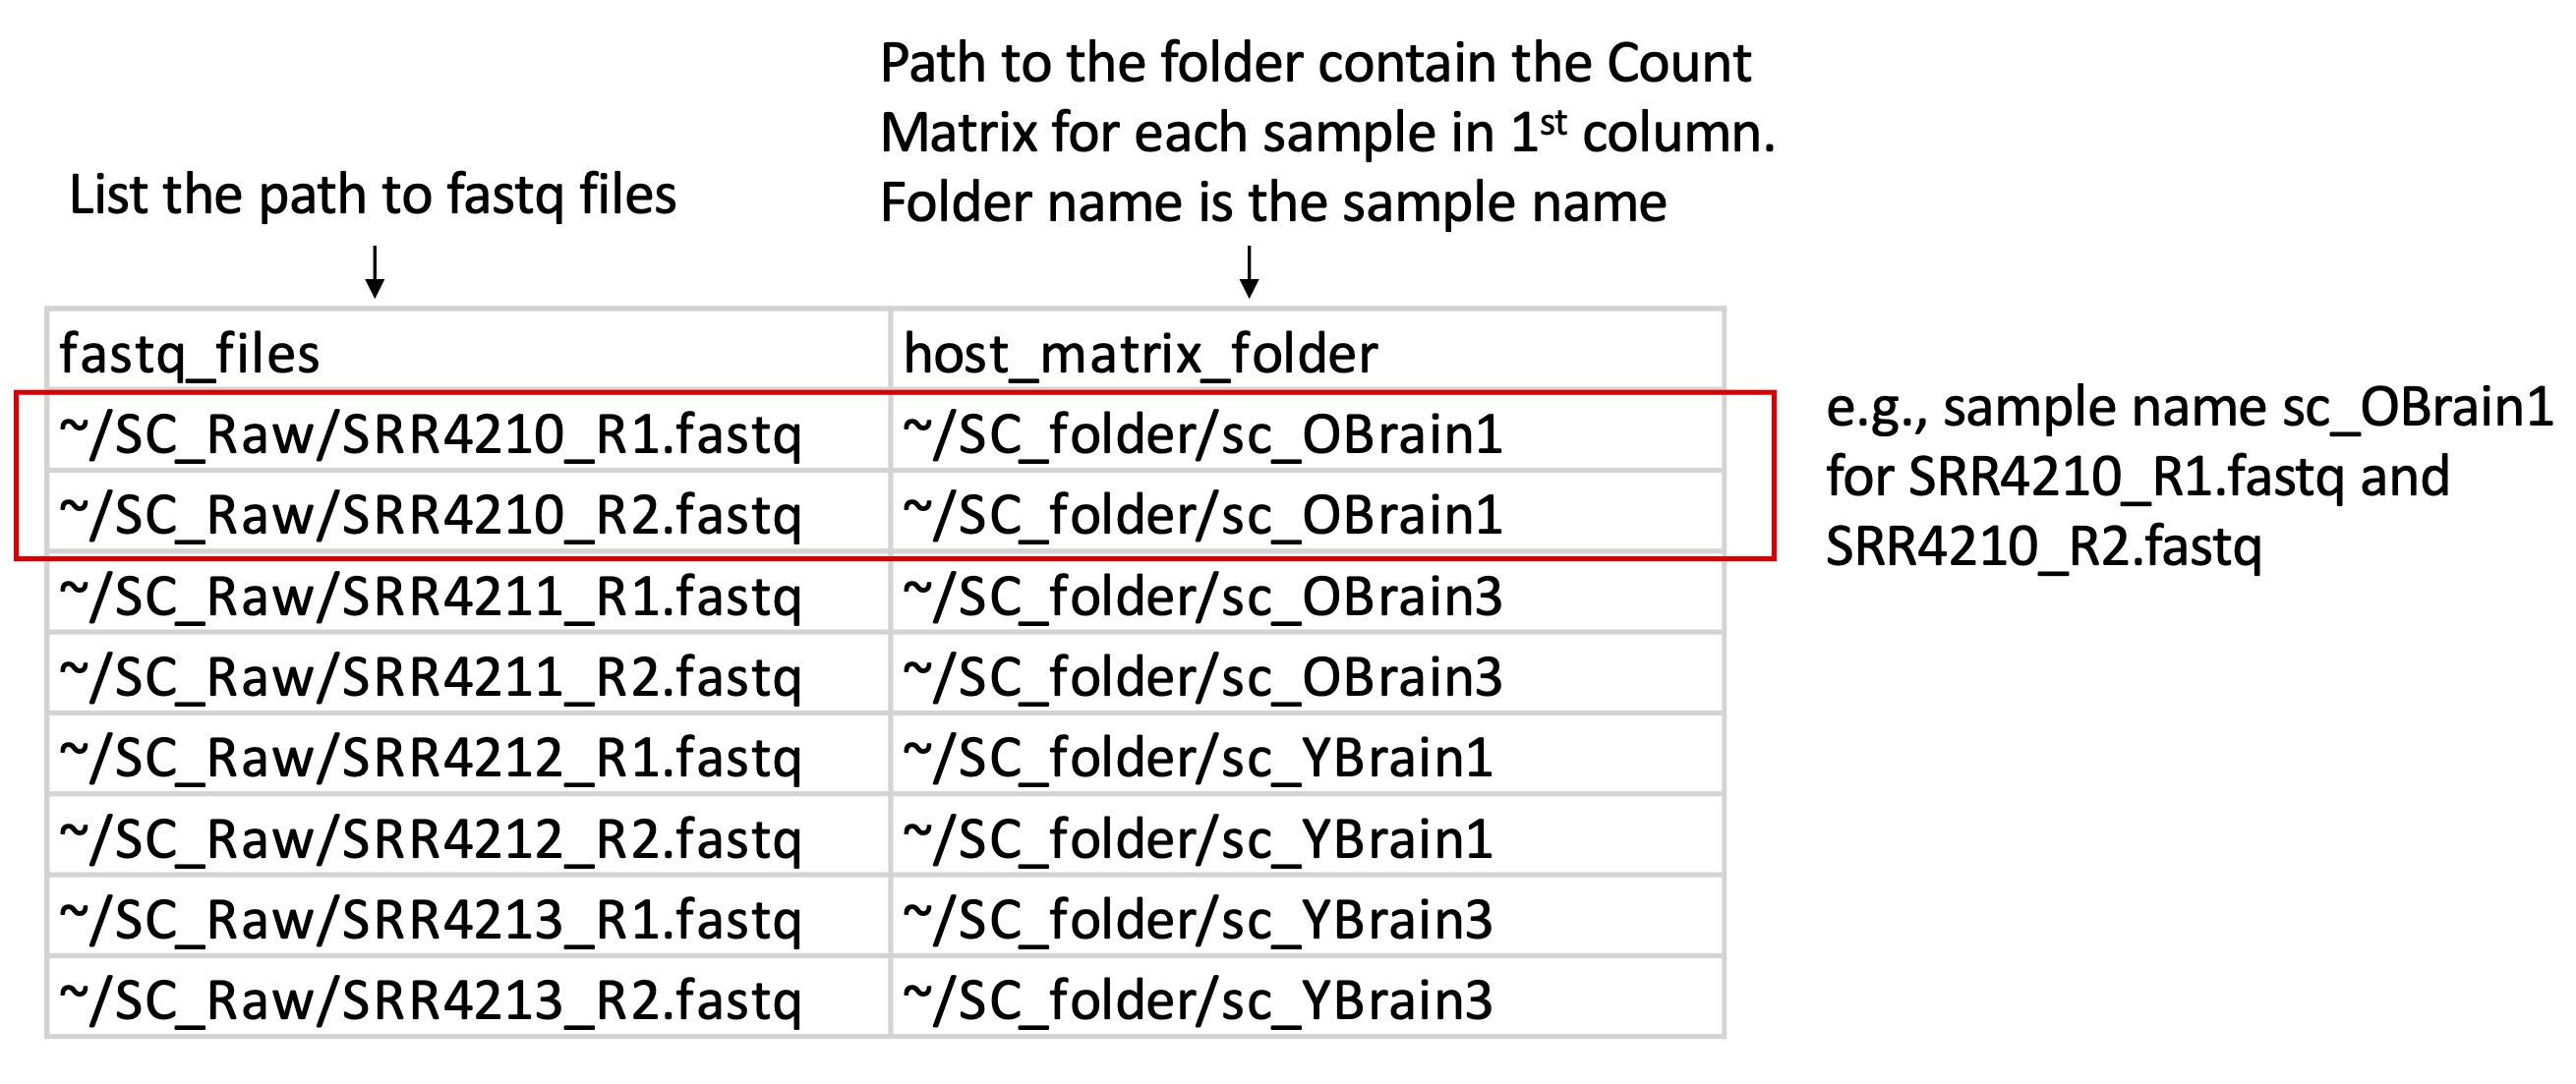 Path to the folder contain the Count
Matrix for each sample in 1st column.
Folder name is the sample name
List the path to fastq files
fastq_files host_matrix_folder
~/SC_Raw/SRR4210_R1.fastq ~/SC_folder/sc_OBrain1
~/SC_Raw/SRR4210_R2.fastq ~/SC_folder/sc_OBrain1
~/SC_Raw/SRR4211_R1.fastq ~/SC_folder/sc_OBrain3
~/SC_Raw/SRR4211_R2.fastq ~/SC_folder/sc_OBrain3
~/SC_Raw/SRR4212_R1.fastq ~/SC_folder/sc_YBrain1
~/SC_Raw/SRR4212_R2.fastq ~/SC_folder/sc_YBrain1
~/SC_Raw/SRR4213_R1.fastq ~/SC_folder/sc_YBrain3
~/SC_Raw/SRR4213_R2.fastq ~/SC_folder/sc_YBrain3
e.g., sample name sc_OBrain1
for SRR4210_R1.fastq and
SRR4210_R2.fastq